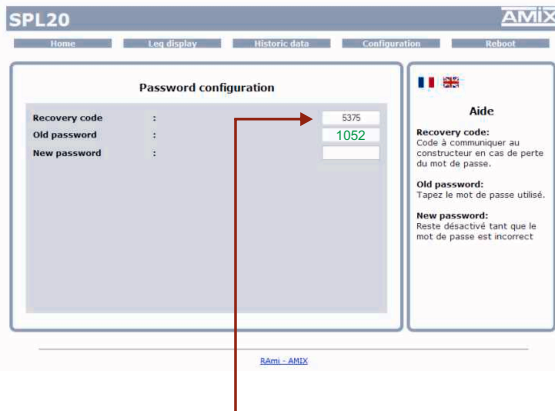 SPL20
AMIX
Home Leq display Historic data Configuration Reboot
Password configuration
Recovery code : 5375
Old password : 1052
New password :
Aide
Recovery code:
Code à communiquer au
constructeur en cas de perte
du mot de passe.
Old password:
Tapez le mot de passe utilisé.
New password:
Reste désactivé tant que le
mot de passe est incorrect
RAmi - AMIX